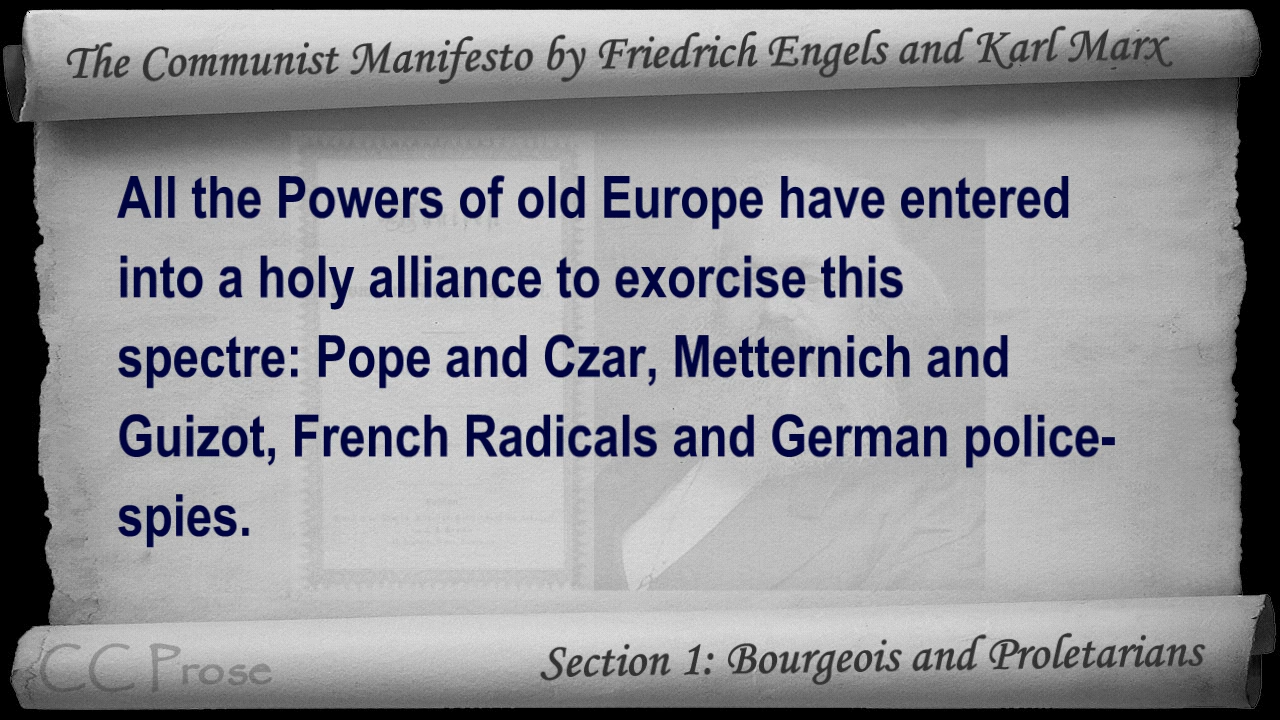 The Communist Manifesto by Friedrich Engels and Karl Marx
All the Powers of old Europe have entered
into a holy alliance to exorcise this
spectre: Pope and Czar, Metternich and
Guizot, French Radicals and German police-
spies.
CC Prose
Section 1: Bourgeois and Proletarians